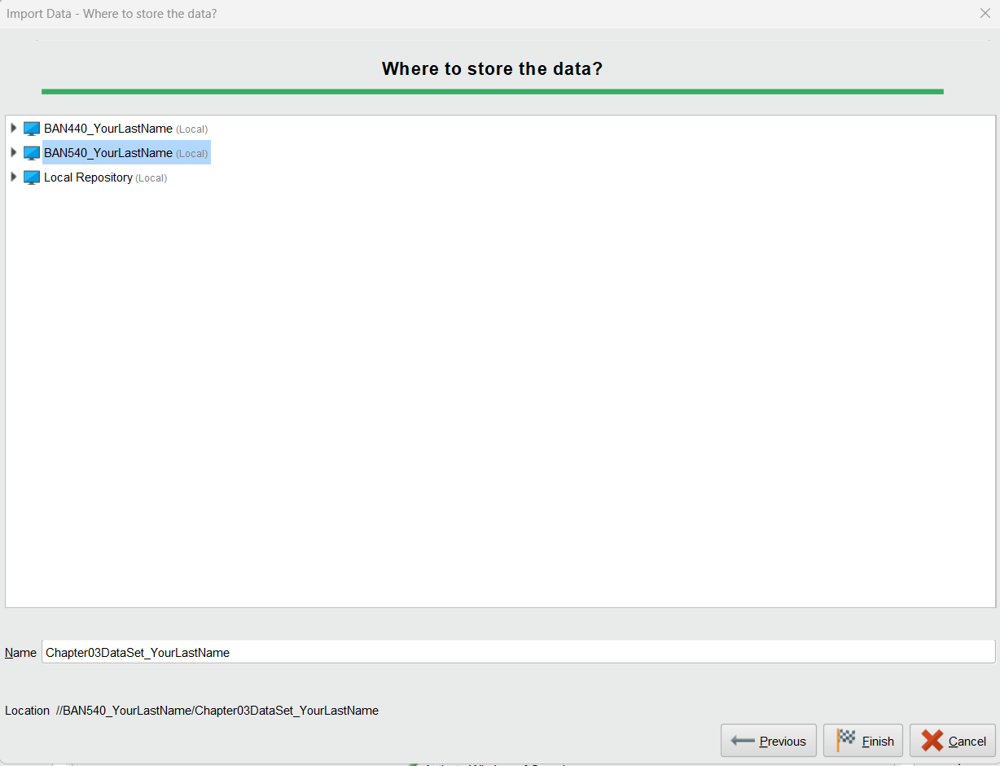 Import Data - Where to store the data?
Where to store the data?
BAN440_YourLastName (Local)
BAN540_YourLastName (Local)
Local Repository (Local)
Name Chapter03DataSet_YourLastName
Location //BAN540_YourLastName/Chapter03DataSet_YourLastName
Previous Finish Cancel